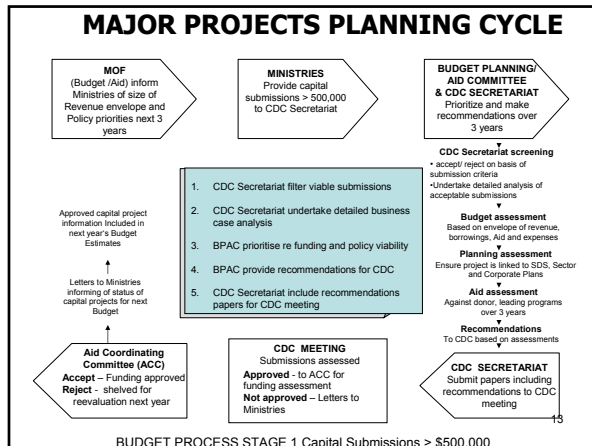 MAJOR PROJECTS PLANNING CYCLE
MOF
(Budget /Aid) inform
Ministries of size of
Revenue envelope and
Policy priorities next 3
years
MINISTRIES
Provide capital
submissions > 500,000
to CDC Secretariat
BUDGET PLANNING/
AID COMMITTEE
& CDC SECRETARIAT
Prioritize and make
recommendations over
3 years
CDC Secretariat screening
• accept/ reject on basis of
submission criteria
•Undertake detailed analysis of
acceptable submissions
Budget assessment
Based on envelope of revenue,
borrowings, Aid and expenses
Planning assessment
Ensure project is linked to SDS, Sector
and Corporate Plans
Aid assessment
Against donor, leading programs
over 3 years
Recommendations
To CDC based on assessments
1. CDC Secretariat filter viable submissions
2. CDC Secretariat undertake detailed business
case analysis
3. BPAC prioritise re funding and policy viability
4. BPAC provide recommendations for CDC
5. CDC Secretariat include recommendations
papers for CDC meeting
Approved capital project
information Included in
next year's Budget
Estimates
Letters to Ministries
informing of status of
capital projects for next
Budget
Aid Coordinating
Committee (ACC)
Accept – Funding approved
Reject - shelved for
reevaluation next year
CDC MEETING
Submissions assessed
Approved - to ACC for
funding assessment
Not approved – Letters to
Ministries
CDC SECRETARIAT
Submit papers including
recommendations to CDC
meeting
13
BUDGET PROCESS STAGE 1 Capital Submissions > $500,000